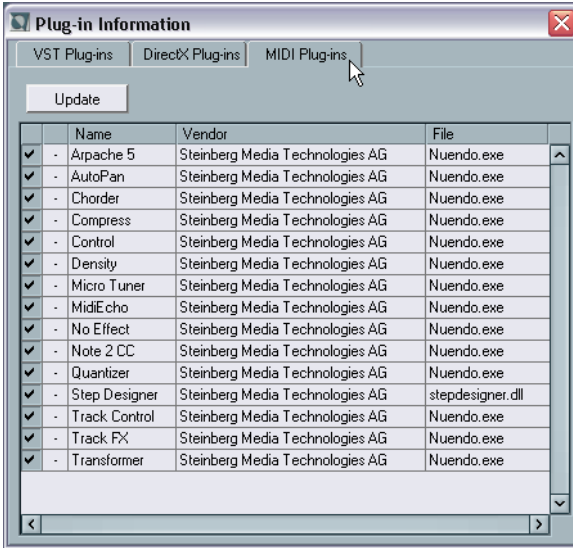 Plug-in Information
VST Plug-ins DirectX Plug-ins MIDI Plug-ins
Update
Name Vendor File
Arpache 5 Steinberg Media Technologies AG Nuendo.exe
- AutoPan Steinberg Media Technologies AG Nuendo.exe
- Chorder Steinberg Media Technologies AG Nuendo.exe
- Compress Steinberg Media Technologies AG Nuendo.exe
- Control Steinberg Media Technologies AG Nuendo.exe
- Density Steinberg Media Technologies AG Nuendo.exe
- Micro Tuner Steinberg Media Technologies AG Nuendo.exe
- MidiEcho Steinberg Media Technologies AG Nuendo.exe
- No Effect Steinberg Media Technologies AG Nuendo.exe
- Note 2 CC Steinberg Media Technologies AG Nuendo.exe
- Quantizer Steinberg Media Technologies AG Nuendo.exe
- Step Designer Steinberg Media Technologies AG stepdesigner.dll
- Track Control Steinberg Media Technologies AG Nuendo.exe
- Track FX Steinberg Media Technologies AG Nuendo.exe
- Transformer Steinberg Media Technologies AG Nuendo.exe